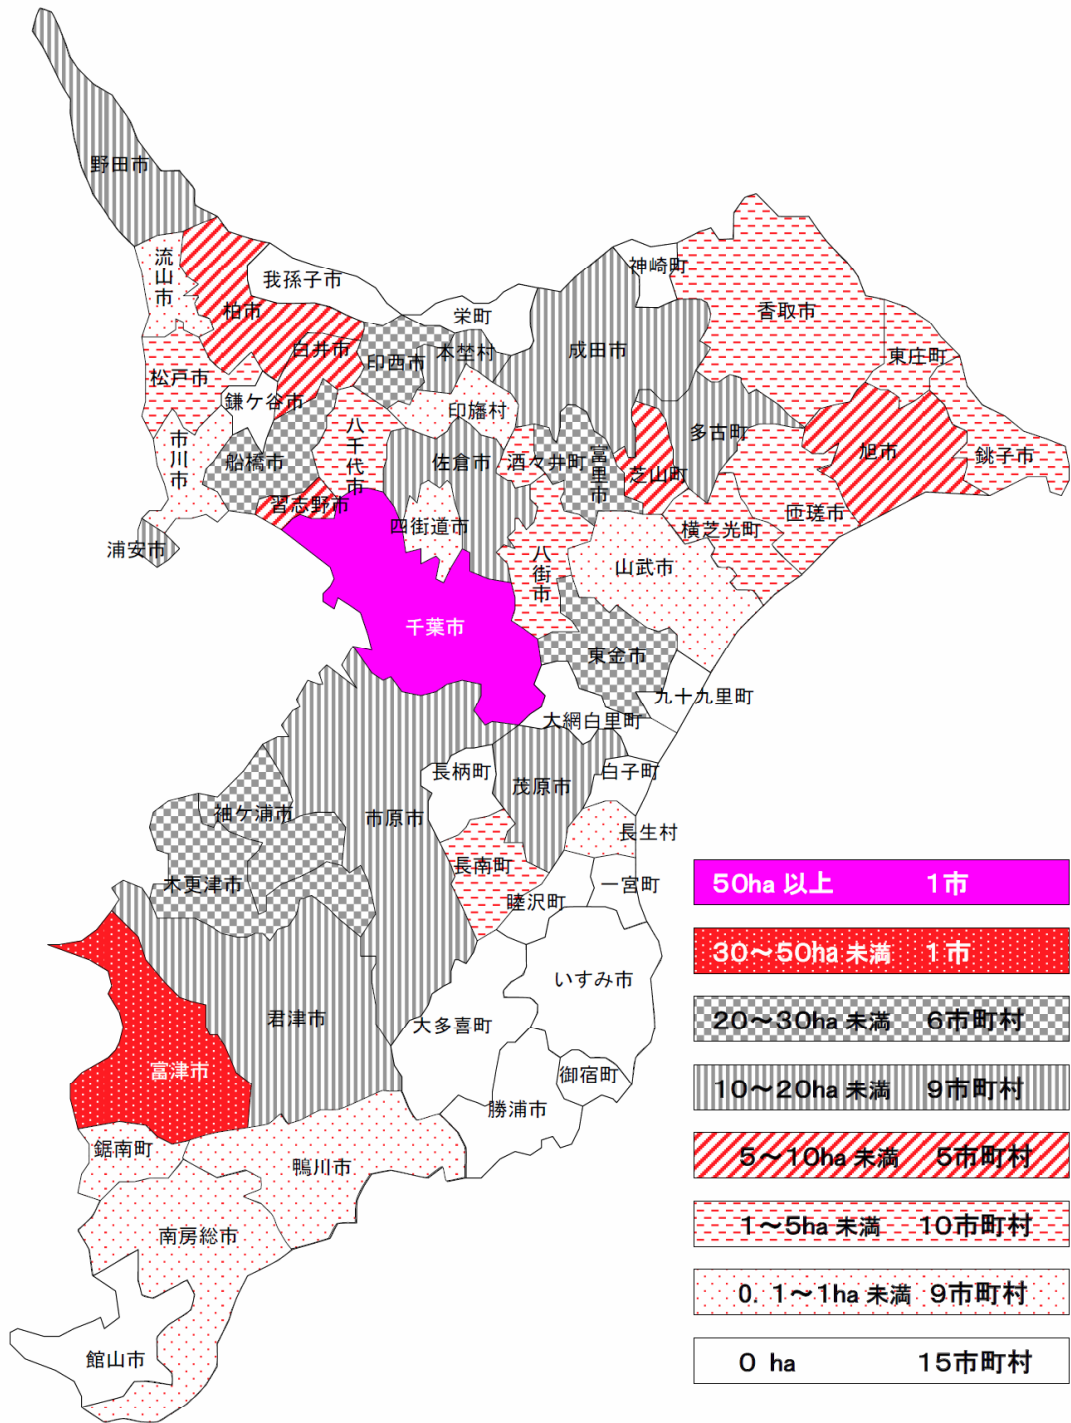 野田市
流山市
柏市
我孫子市
神崎町
栄町
香取市
白井市
印西市
本埜村
成田市
東庄町
松戸市
鎌ケ谷市
印旛村
多古町
市川市
船橋市
八千代市
佐倉市
酒々井町
富里市
芝山町
旭市
銚子市
習志野市
四街道市
横芝光町
匝瑳市
浦安市
八街市
山武市
千葉市
東金市
九十九里町
大網白里町
長柄町
茂原市
白子町
袖ケ浦市
市原市
長生村
木更津市
長南町
一宮町
睦沢町
いすみ市
君津市
大多喜町
富津市
御宿町
勝浦市
鋸南町
鴨川市
南房総市
館山市
50ha 以上 1市
30～50ha 未満 1市
20～30ha 未満 6市町村
10～20ha 未満 9市町村
5～10ha 未満 5市町村
1～5ha 未満 10市町村
0. 1～1ha 未満 9市町村
0 ha 15市町村